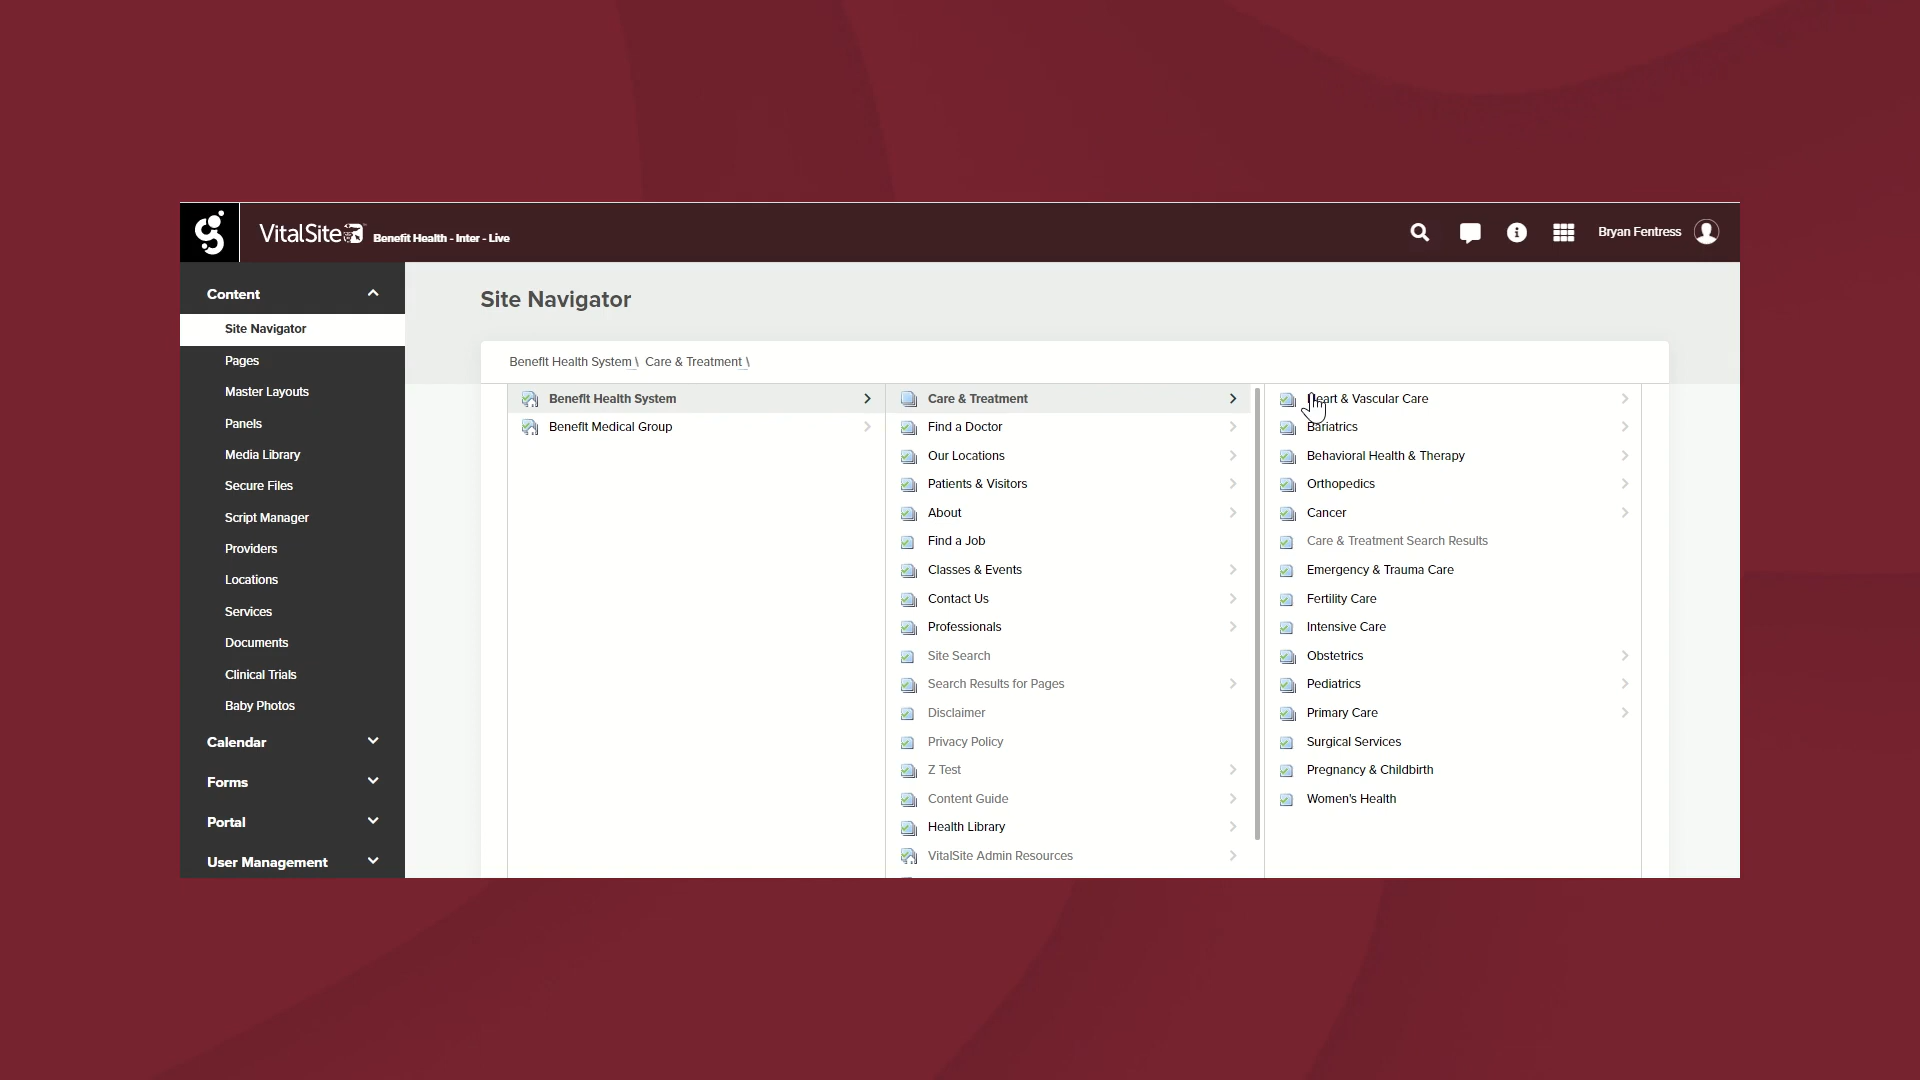 VitalSite
Benefit Health - Inter - Live
Bryan Fentress
Content
Site Navigator
Pages
Master Layouts
Panels
Media Library
Secure Files
Script Manager
Providers
Locations
Services
Documents
Clinical Trials
Baby Photos
Calendar
Forms
Portal
User Management
Site Navigator
Benefit Health System \ Care & Treatment \
Benefit Health System
Benefit Medical Group
Care & Treatment
Find a Doctor
Our Locations
Patients & Visitors
About
Find a Job
Classes & Events
Contact Us
Professionals
Site Search
Search Results for Pages
Disclaimer
Privacy Policy
Z Test
Content Guide
Health Library
VitalSite Admin Resources
Heart & Vascular Care
Bariatrics
Behavioral Health & Therapy
Orthopedics
Cancer
Care & Treatment Search Results
Emergency & Trauma Care
Fertility Care
Intensive Care
Obstetrics
Pediatrics
Primary Care
Surgical Services
Pregnancy & Childbirth
Women's Health